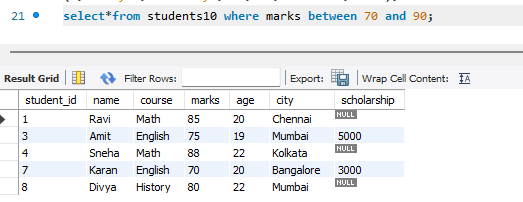 21 select*from students10 where marks between 70 and 90;
Result Grid Filter Rows: Export: Wrap Cell Content: IA
student_id name course marks age city scholarship
1 Ravi Math 85 20 Chennai NULL
3 Amit English 75 19 Mumbai 5000
4 Sneha Math 88 22 Kolkata NULL
7 Karan English 70 20 Bangalore 3000
8 Divya History 80 22 Mumbai NULL